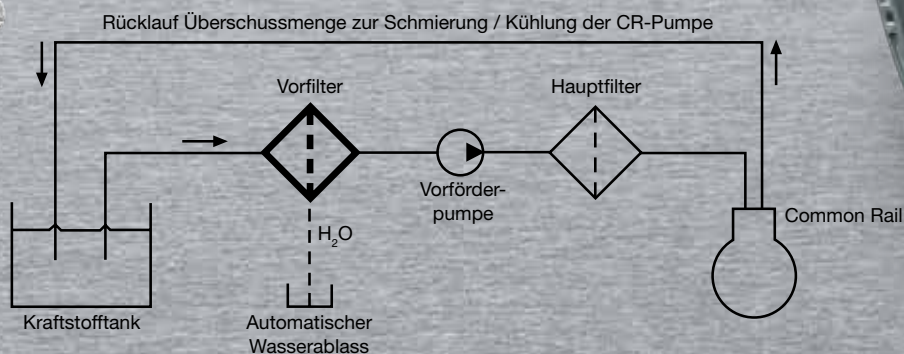 Rücklauf Überschussmenge zur Schmierung / Kühlung der CR-Pumpe
Vorfilter
Hauptfilter
Vorförder-
pumpe
Common Rail
H₂O
Kraftstofftank
Automatischer
Wasserablass